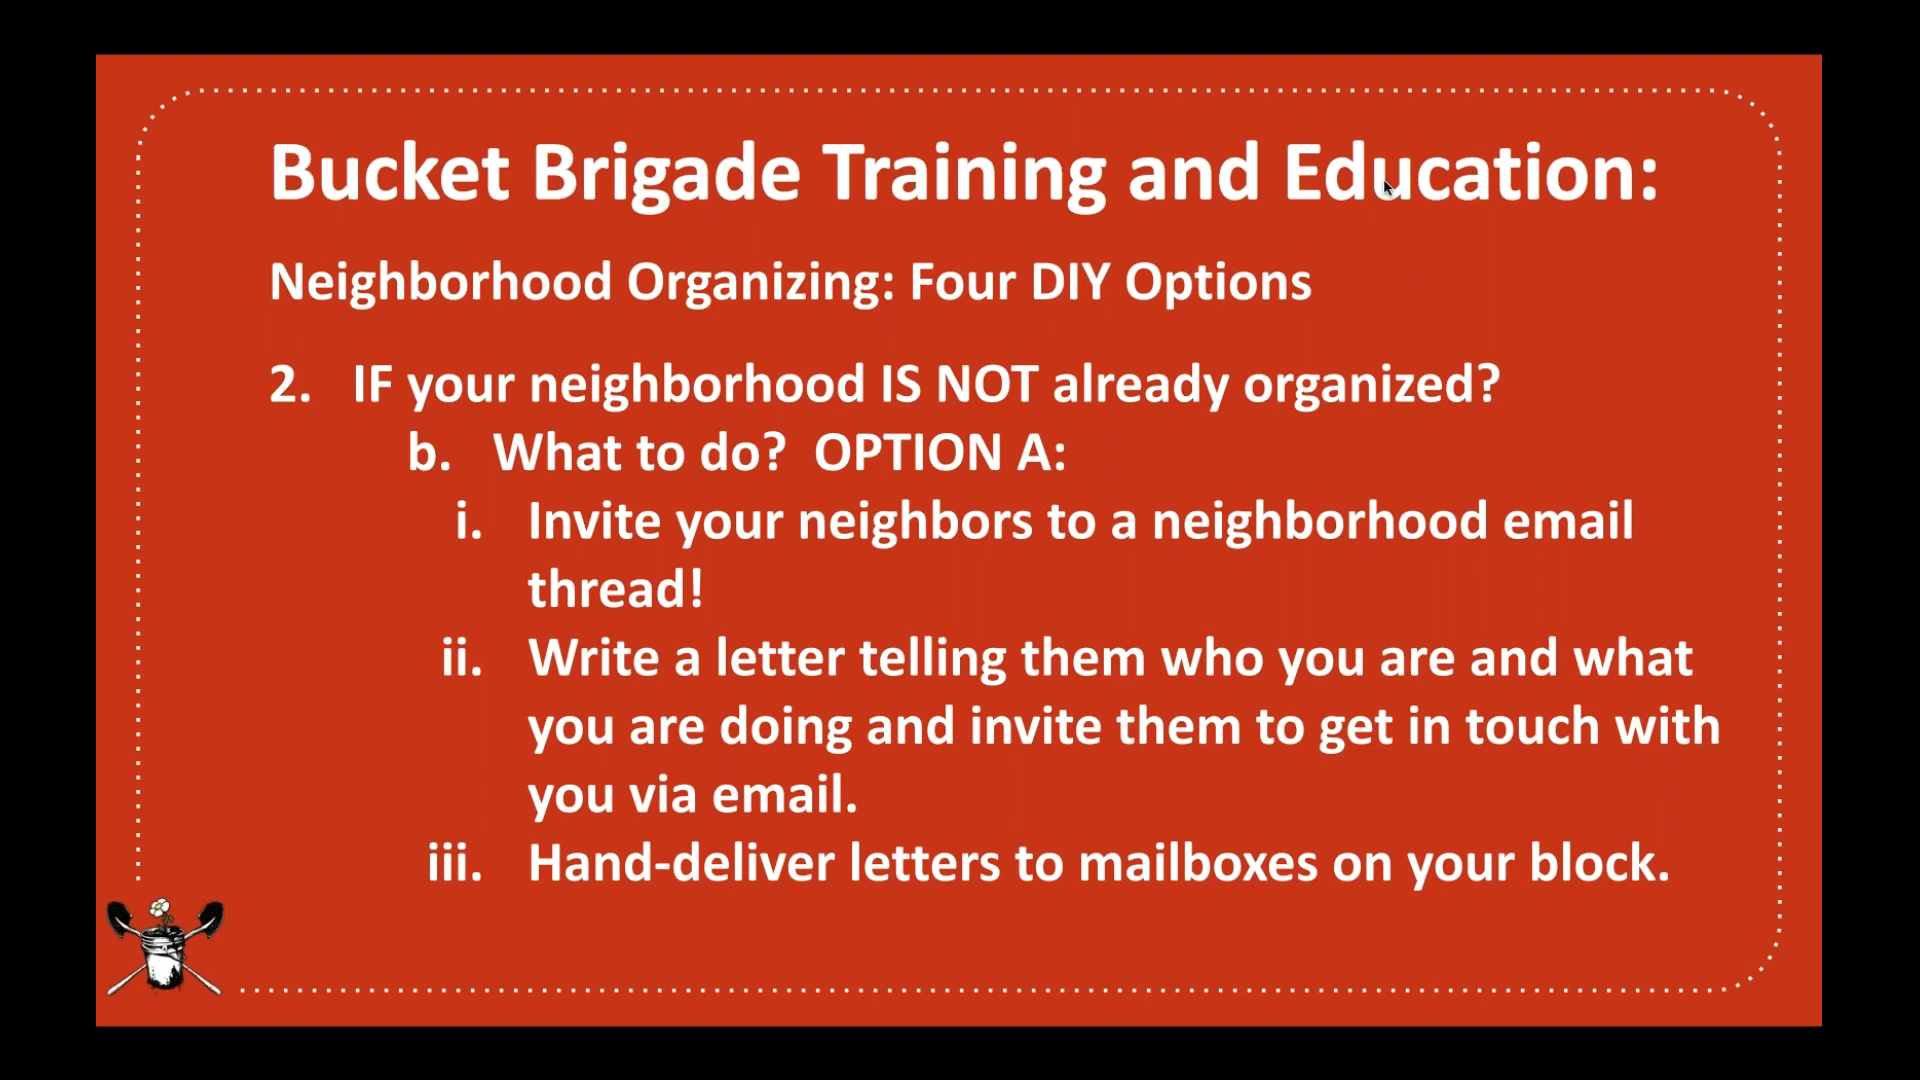 Bucket Brigade Training and Education:
Neighborhood Organizing: Four DIY Options
2. IF your neighborhood IS NOT already organized?
b. What to do? OPTION A:
i. Invite your neighbors to a neighborhood email
thread!
ii. Write a letter telling them who you are and what
you are doing and invite them to get in touch with
you via email.
iii. Hand-deliver letters to mailboxes on your block.